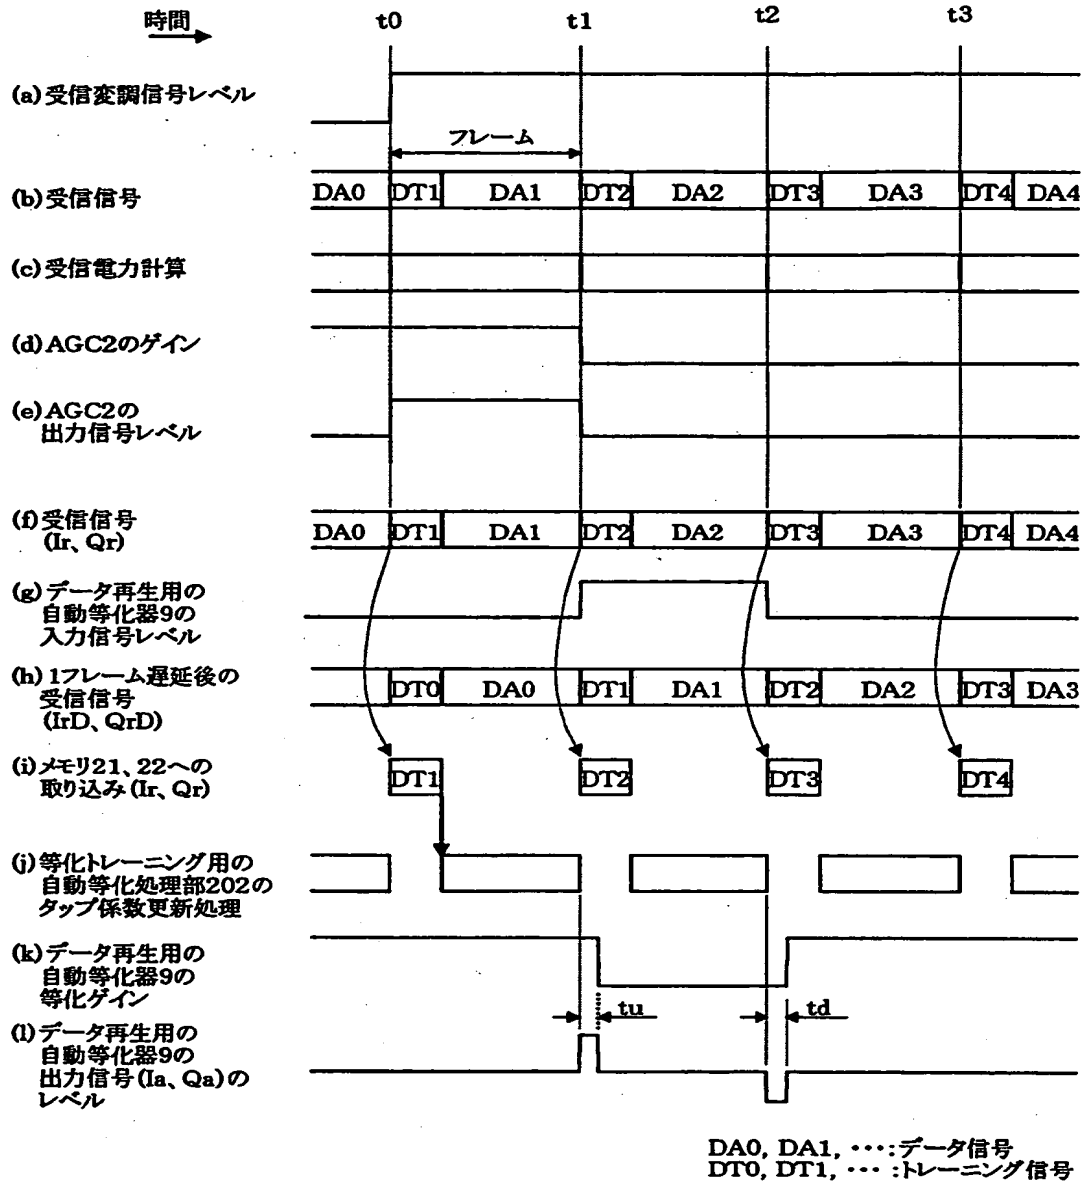 時間
t0 t1 t2 t3
(a)受信変調信号レベル
フレーム
(b)受信信号
DA0 DT1 DA1 DT2 DA2 DT3 DA3 DT4 DA4
(c)受信電力計算
(d)AGC2のゲイン
(e)AGC2の
出力信号レベル
(f)受信信号
(Ir、Qr)
DA0 DT1 DA1 DT2 DA2 DT3 DA3 DT4 DA4
(g)データ再生用の
自動等化器9の
入力信号レベル
(h)1フレーム遅延後の
受信信号
(IrD、QrD)
DT0 DA0 DT1 DA1 DT2 DA2 DT3 DA3
(i)メモリ21、22への
取り込み(Ir、Qr)
DT1 DT2 DT3 DT4
(j)等化トレーニング用の
自動等化処理部202の
タップ係数更新処理
(k)データ再生用の
自動等化器9の
等化ゲイン
tu td
(l)データ再生用の
自動等化器9の
出力信号(Ia、Qa)の
レベル
DA0, DA1, ･･･:データ信号
DT0, DT1, ･･･ :トレーニング信号